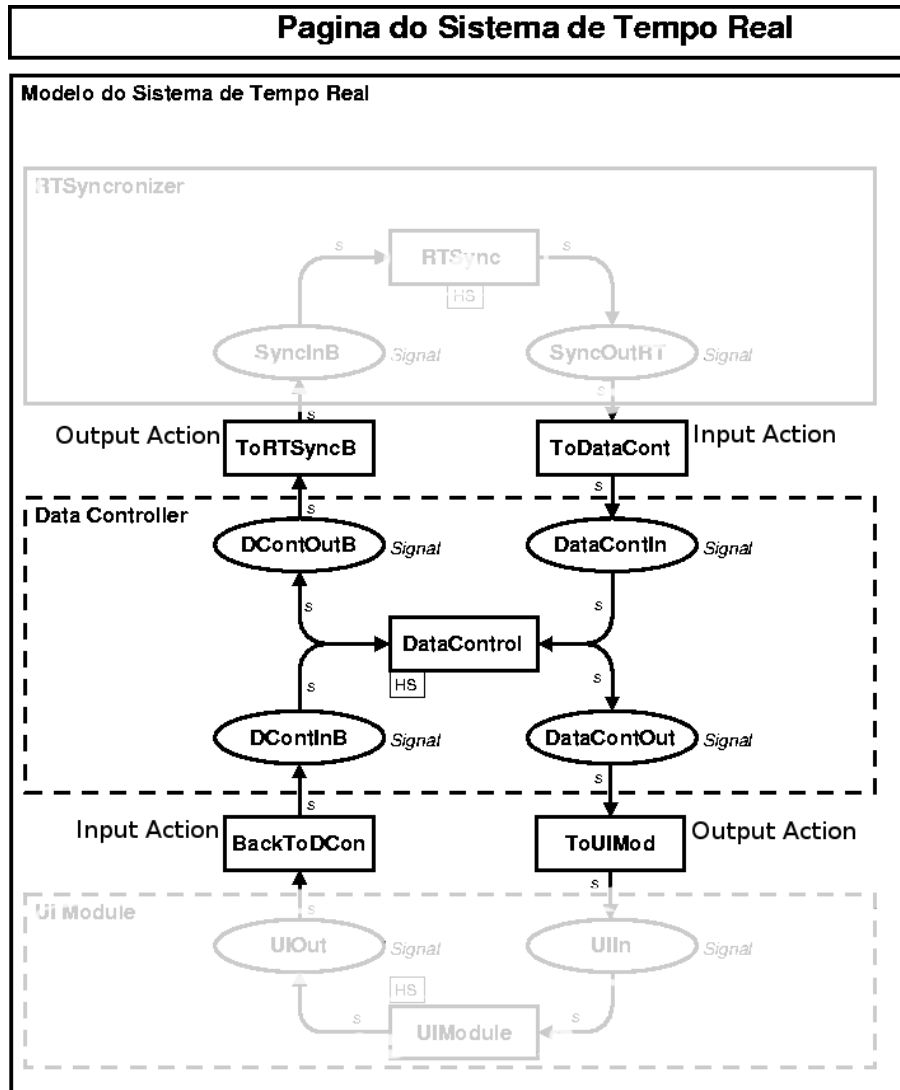 Pagina do Sistema de Tempo Real
Modelo do Sistema de Tempo Real
RTSyncronizer
s
RTSync
s
HS
SyncInB
Signal
SyncOutRT
Signal
s
s
Output Action
ToRTSyncB
ToDataCont
Input Action
s
s
Data Controller
DContOutB
Signal
DataContIn
Signal
s
s
DataControl
HS
s
s
DContInB
Signal
DataContOut
Signal
s
s
Input Action
BackToDCon
ToUIMod
Output Action
s
s
Ui Module
UIOut
Signal
UIIn
Signal
HS
s
UIModule
s